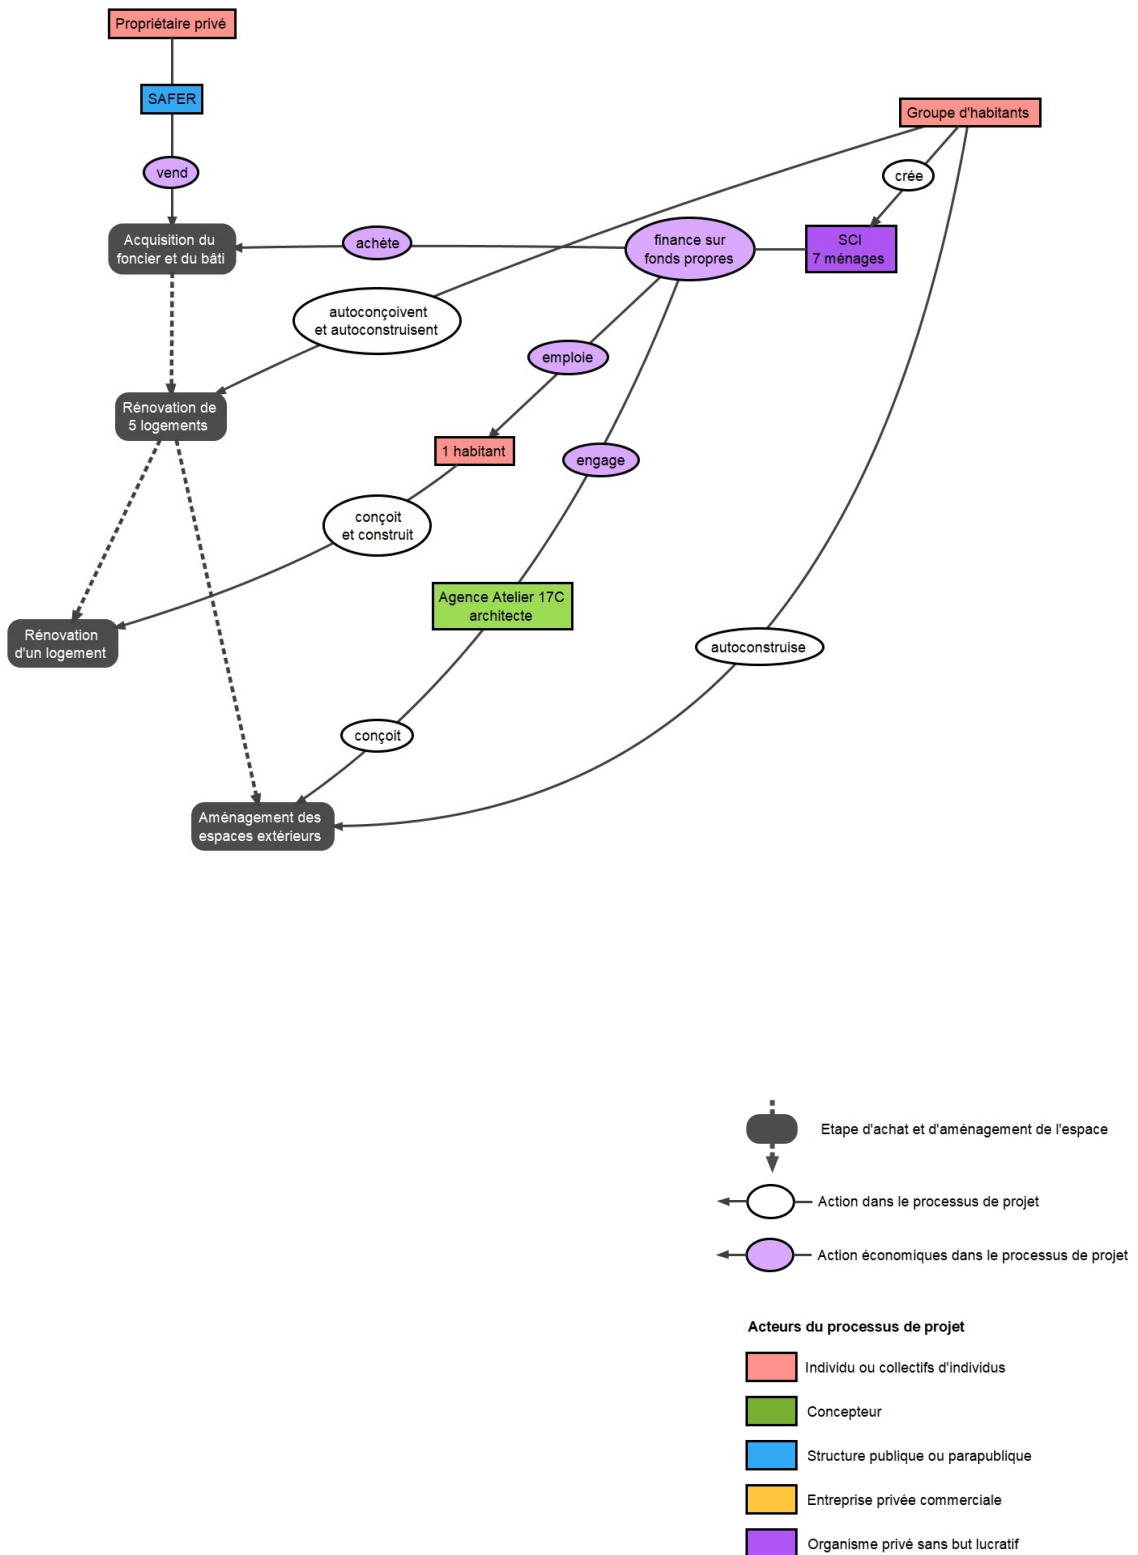 Propriétaire privé
SAFER
Groupe d'habitants
vend
crée
Acquisition du
foncier et du bâti
achète
finance sur
fonds propres
SCI
7 ménages
autoconçoivent
et autoconstruisent
emploie
Rénovation de
5 logements
1 habitant
engage
conçoit
et construit
Agence Atelier 17C
architecte
Rénovation
d'un logement
autoconstruise
conçoit
Aménagement des
espaces extérieurs
Etape d'achat et d'aménagement de l'espace
Action dans le processus de projet
Action économiques dans le processus de projet
Acteurs du processus de projet
Individu ou collectifs d'individus
Concepteur
Structure publique ou parapublique
Entreprise privée commerciale
Organisme privé sans but lucratif